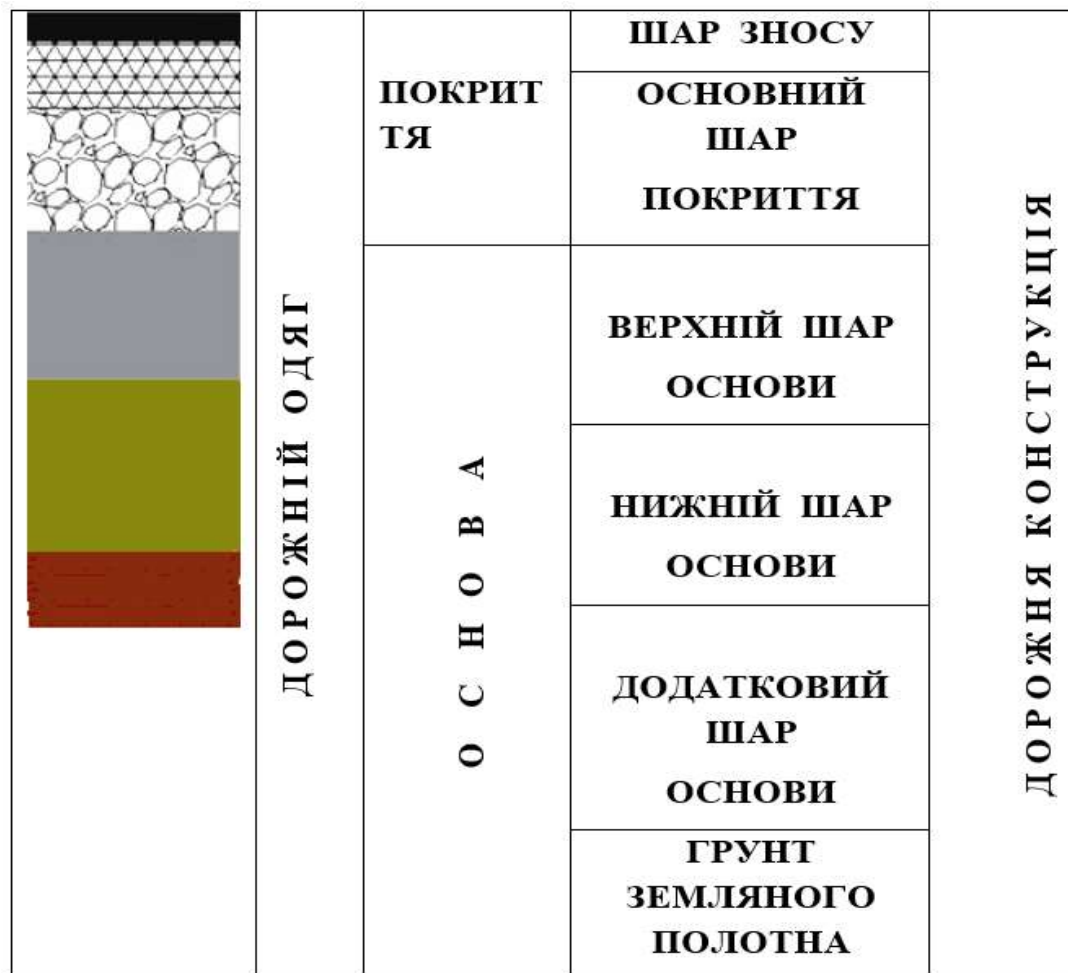 ДОРОЖНІЙ ОДЯГ
ПОКРИТ
ТЯ
О С Н О В А
ШАР ЗНОСУ
ОСНОВНИЙ
ШАР
ПОКРИТТЯ
ВЕРХНІЙ ШАР
ОСНОВИ
НИЖНІЙ ШАР
ОСНОВИ
ДОДАТКОВИЙ
ШАР
ОСНОВИ
ГРУНТ
ЗЕМЛЯНОГО
ПОЛОТНА
ДОРОЖНЯ КОНСТРУКЦІЯ